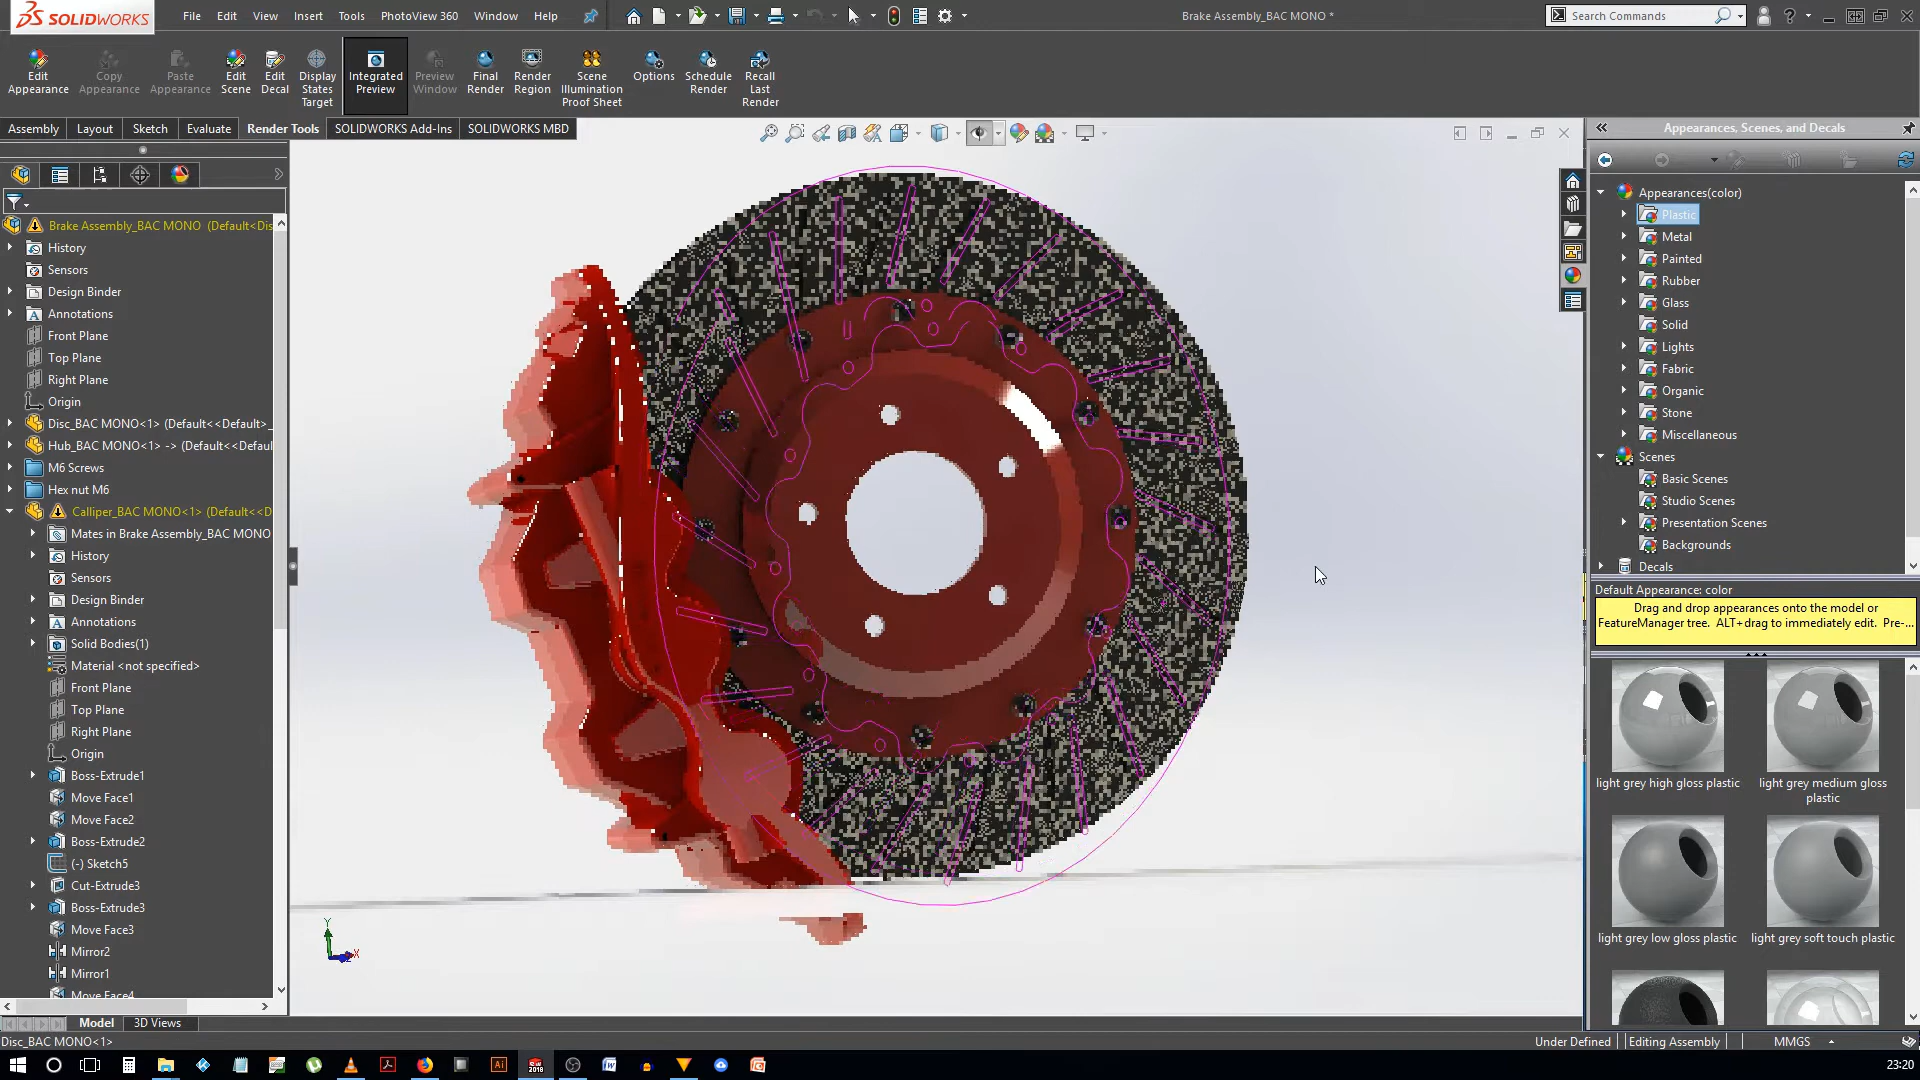 SOLIDWORKS
File Edit View Insert Tools PhotoView 360 Window Help
Brake Assembly_BAC MONO *
Search Commands
Edit Appearance
Copy Appearance
Paste Appearance
Edit Scene
Edit Decal
Display States Target
Integrated Preview
Preview Window
Final Render
Render Region
Scene Illumination Proof Sheet
Options
Schedule Render
Recall Last Render
Assembly Layout Sketch Evaluate Render Tools SOLIDWORKS Add-Ins SOLIDWORKS MBD
Brake Assembly_BAC MONO (Default<Dis
History
Sensors
Design Binder
Annotations
Front Plane
Top Plane
Right Plane
Origin
Disc_BAC MONO<1> (Default<<Default>_
Hub_BAC MONO<1> -> (Default<<Defaul
M6 Screws
Hex nut M6
Calliper_BAC MONO<1> (Default<<D
Mates in Brake Assembly_BAC MONO
History
Sensors
Design Binder
Annotations
Solid Bodies(1)
Material <not specified>
Front Plane
Top Plane
Right Plane
Origin
Boss-Extrude1
Move Face1
Move Face2
Boss-Extrude2
(-) Sketch5
Cut-Extrude3
Boss-Extrude3
Move Face3
Mirror2
Mirror1
Move Face4
Y
X
Appearances, Scenes, and Decals
Appearances(color)
Plastic
Metal
Painted
Rubber
Glass
Solid
Lights
Fabric
Organic
Stone
Miscellaneous
Scenes
Basic Scenes
Studio Scenes
Presentation Scenes
Backgrounds
Decals
Default Appearance: color
Drag and drop appearances onto the model or
FeatureManager tree. ALT+drag to immediately edit. Pre-...
light grey high gloss plastic
light grey medium gloss
plastic
light grey low gloss plastic
light grey soft touch plastic
Model 3D Views
Disc_BAC MONO<1>
Under Defined Editing Assembly MMGS
23:20